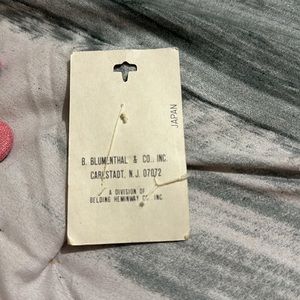 JAPAN
B. BLUMENTHAL & CO., INC.
CARLSTADT, N.J. 07072
A DIVISION OF
BELDING HEMINWAY CO. INC.